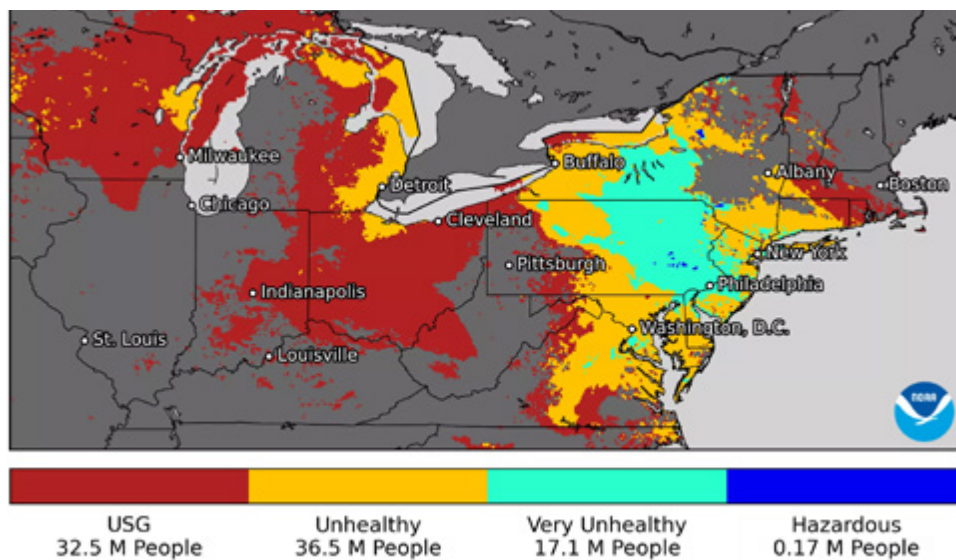 Milwaukee
Chicago
Detroit
Buffalo
Albany
Boston
Cleveland
New York
Pittsburgh
Philadelphia
Indianapolis
Washington, D.C.
St. Louis
Louisville
NOAA
USG
32.5 M People
Unhealthy
36.5 M People
Very Unhealthy
17.1 M People
Hazardous
0.17 M People